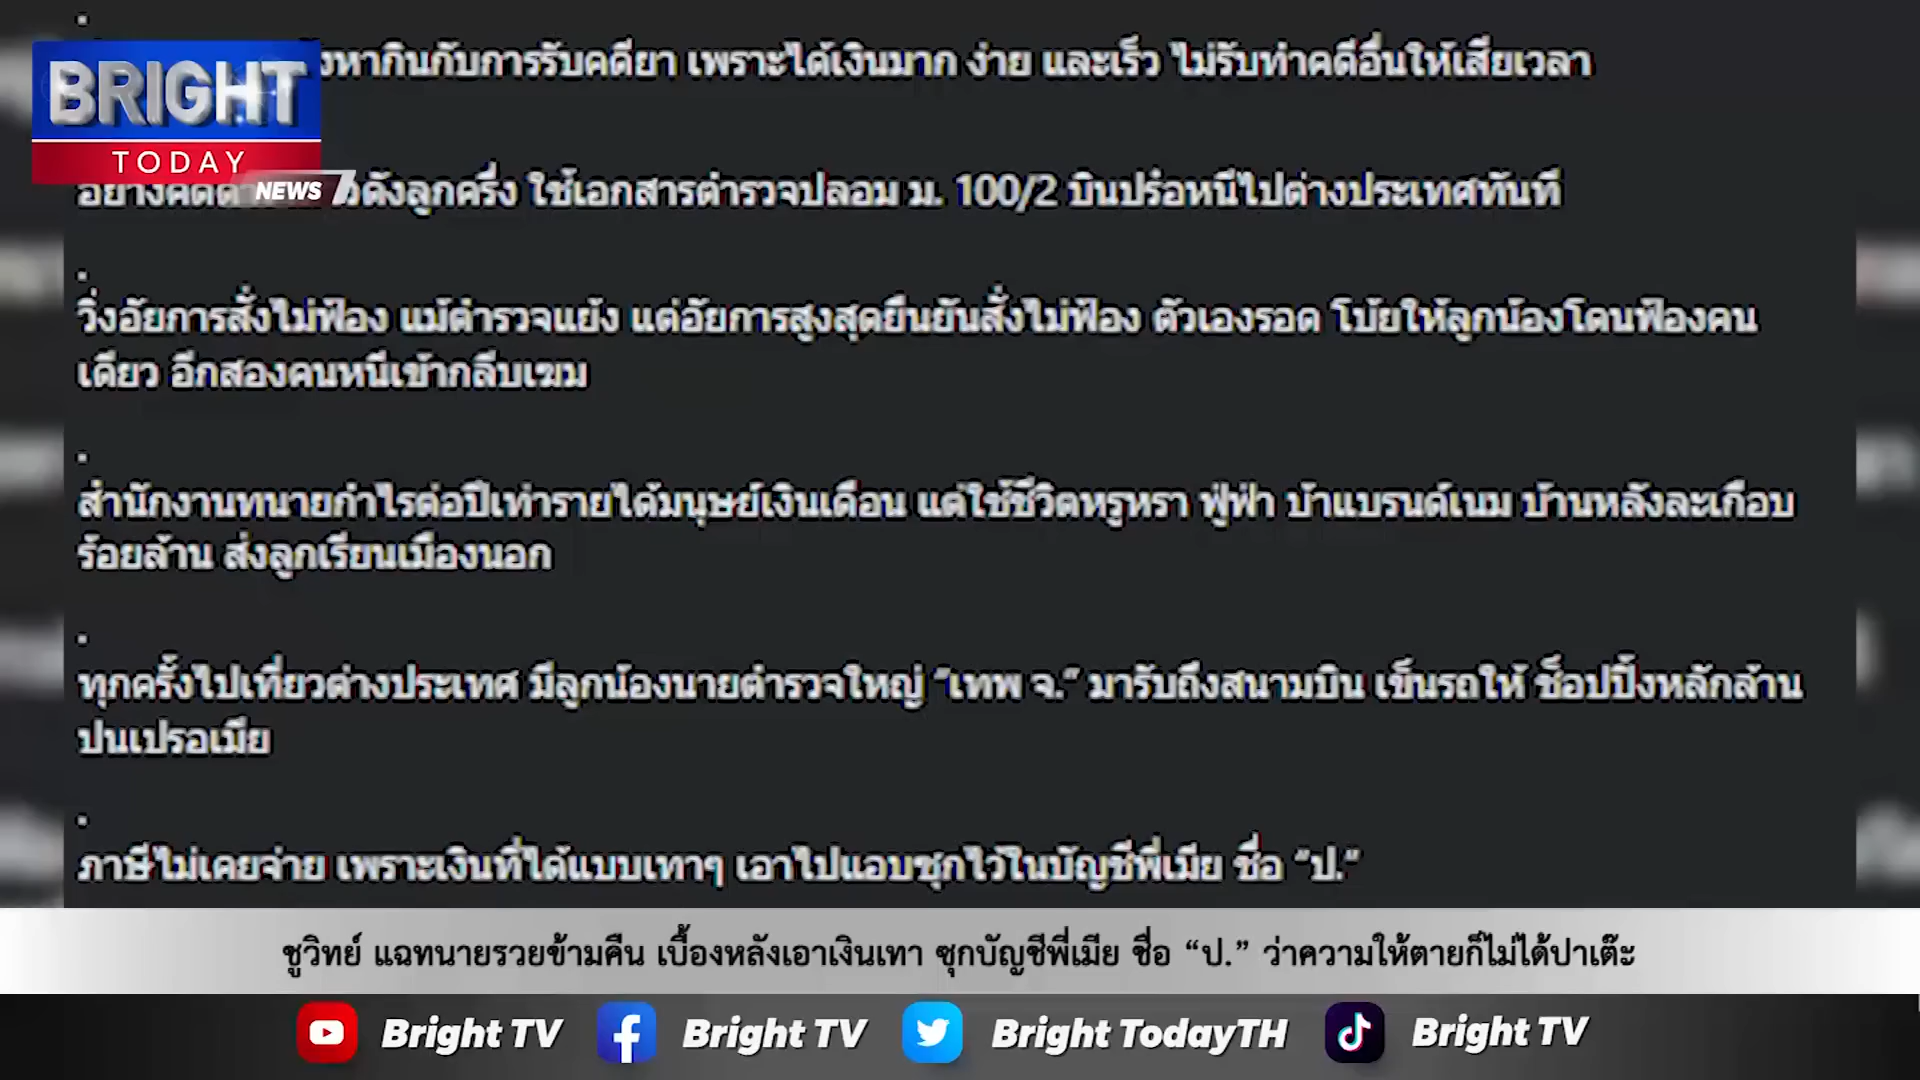 งหากินกับการรับคดียา เพราะได้เงินมาก ง่าย และเร็ว ไม่รับทำคดีอื่นให้เสียเวลา
BRIGHT
TODAY
NEWS
ดังลูกครึ่ง ใช้เอกสารตำรวจปลอม ม. 100/2 บินปร๋อหนีไปต่างประเทศทันที
.
วิ่งอัยการสั่งไม่ฟ้อง แม้ตำรวจแย้ง แต่อัยการสูงสุดยืนยันสั่งไม่ฟ้อง ตัวเองรอด โบ้ยให้ลูกน้องโดนฟ้องคน
เดียว อีกสองคนหนีเข้ากลีบเฆม
.
สำนักงานทนายกำไรต่อปีเท่ารายได้มนุษย์เงินเดือน แต่ใช้ชีวิตหรูหรา ฟู่ฟ่า บ้าแบรนด์เนม บ้านหลังละเกือบ
ร้อยล้าน ส่งลูกเรียนเมืองนอก
.
ทุกครั้งไปเที่ยวต่างประเทศ มีลูกน้องนายตำรวจใหญ่ “เทพ จ.” มารับถึงสนามบิน เข็นรถให้ ช็อปปิ้งหลักล้าน
ปนเปรอเมีย
.
ภาษีไม่เคยจ่าย เพราะเงินที่ได้แบบเทาๆ เอาไปแอบซุกไว้ในบัญชีพี่เมีย ชื่อ “ป.”
ชูวิทย์ แฉทนายรวยข้ามคืน เบื้องหลังเอาเงินเทา ซุกบัญชีพี่เมีย ชื่อ “ป.” ว่าความให้ตายก็ไม่ได้ปาเต๊ะ
Bright TV Bright TV Bright TodayTH Bright TV